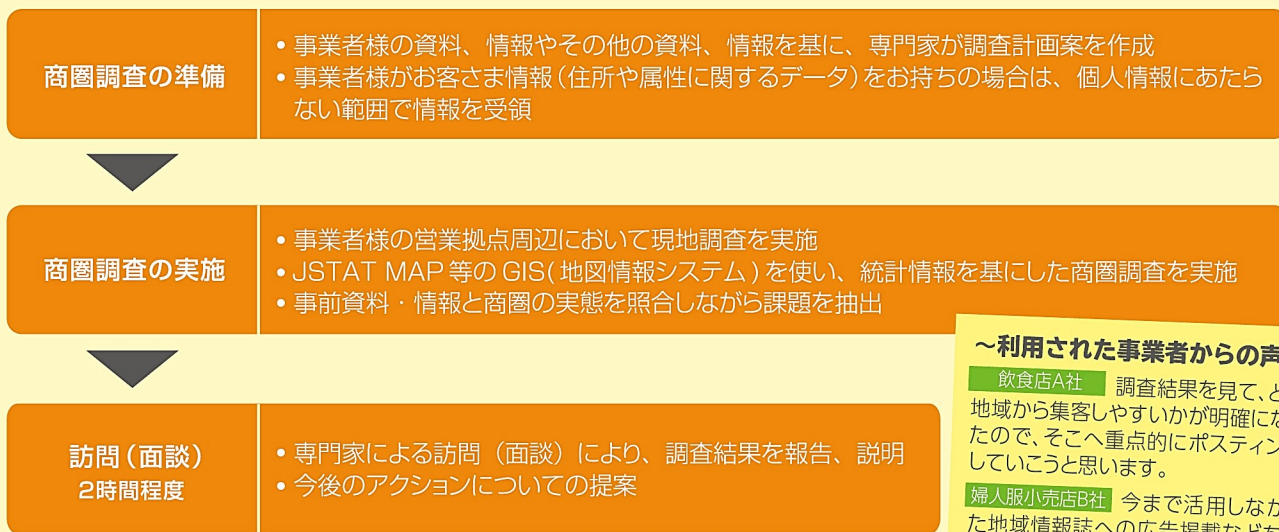 商圏調査の準備
• 事業者様の資料、情報やその他の資料、情報を基に、専門家が調査計画案を作成
• 事業者様がお客さま情報（住所や属性に関するデータ）をお持ちの場合は、個人情報にあたら
ない範囲で情報を受領
商圏調査の実施
• 事業者様の営業拠点周辺において現地調査を実施
• JSTAT MAP 等の GIS( 地図情報システム ) を使い、統計情報を基にした商圏調査を実施
• 事前資料・情報と商圏の実態を照合しながら課題を抽出
訪問（面談）
2時間程度
• 専門家による訪問（面談）により、調査結果を報告、説明
• 今後のアクションについての提案
～利用された事業者からの声
飲食店A社 調査結果を見て、ど
地域から集客しやすいかが明確にな
たので、そこへ重点的にポスティン
していこうと思います。
婦人服小売店B社 今まで活用しなか
た地域情報誌への広告掲載など